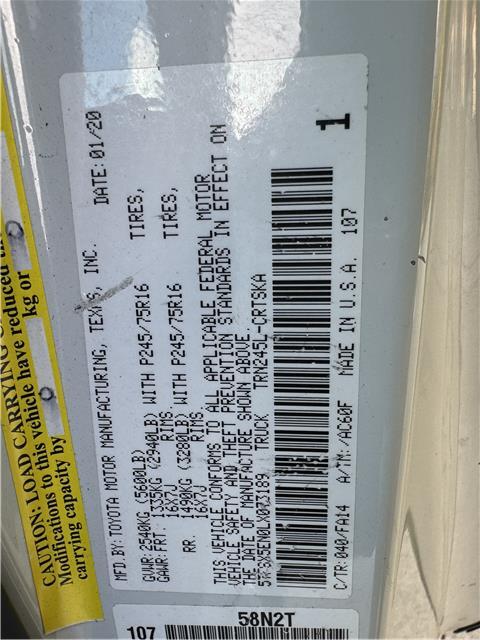 CAUTION: LOAD CARRYING
Modifications to this vehicle have reduced the
carrying capacity by kg or
MFD.BY: TOYOTA MOTOR MANUFACTURING, TEXAS, INC. DATE: 01/20
GVWR: 2540KG (5600LB)
GAWR: FRT: 1335KG (2940LB) WITH P245/75R16 TIRES,
16X7J RIMS.
RR. 1490KG (3280LB) WITH P245/75R16 TIRES,
16X7J RIMS
THIS VEHICLE CONFORMS TO ALL APPLICABLE FEDERAL MOTOR
VEHICLE SAFETY AND THEFT PREVENTION STANDARDS IN EFFECT ON
THE DATE OF MANUFACTURE SHOWN ABOVE.
TRUCK TRN245L-CRTSKA
1
C/TR: 040/FA14 A/TM: /AC60F MADE IN U.S.A. 107
107 58N2T